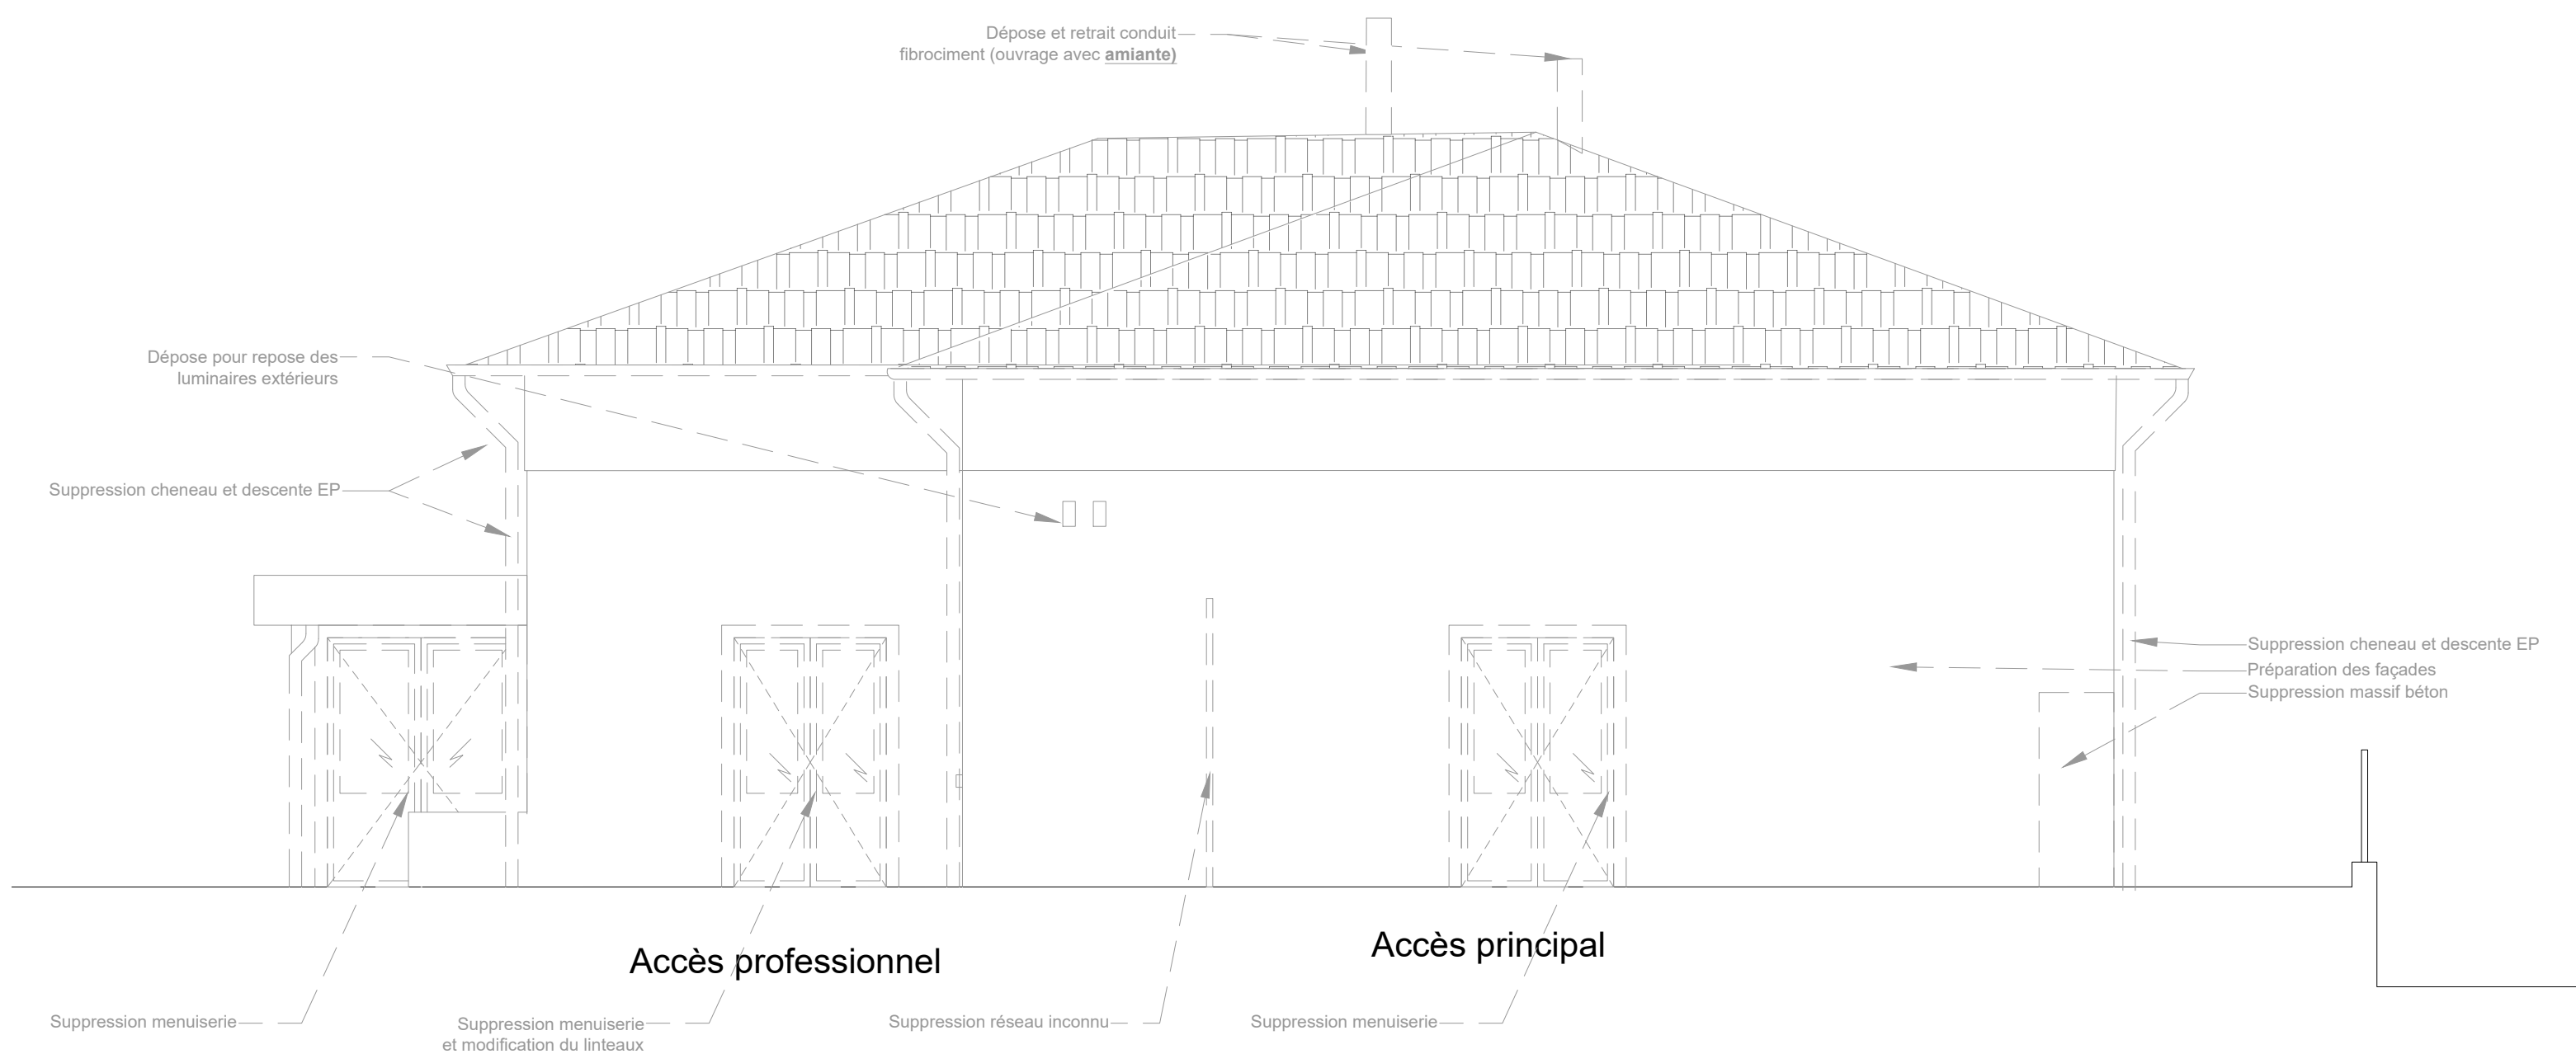 Dépose et retrait conduit
fibrociment (ouvrage avec amiante)
Dépose pour repose des
luminaires extérieurs
Suppression cheneau et descente EP
Suppression cheneau et descente EP
Préparation des façades
Suppression massif béton
Accès professionnel
Accès principal
Suppression menuiserie
Suppression menuiserie
et modification du linteaux
Suppression réseau inconnu
Suppression menuiserie